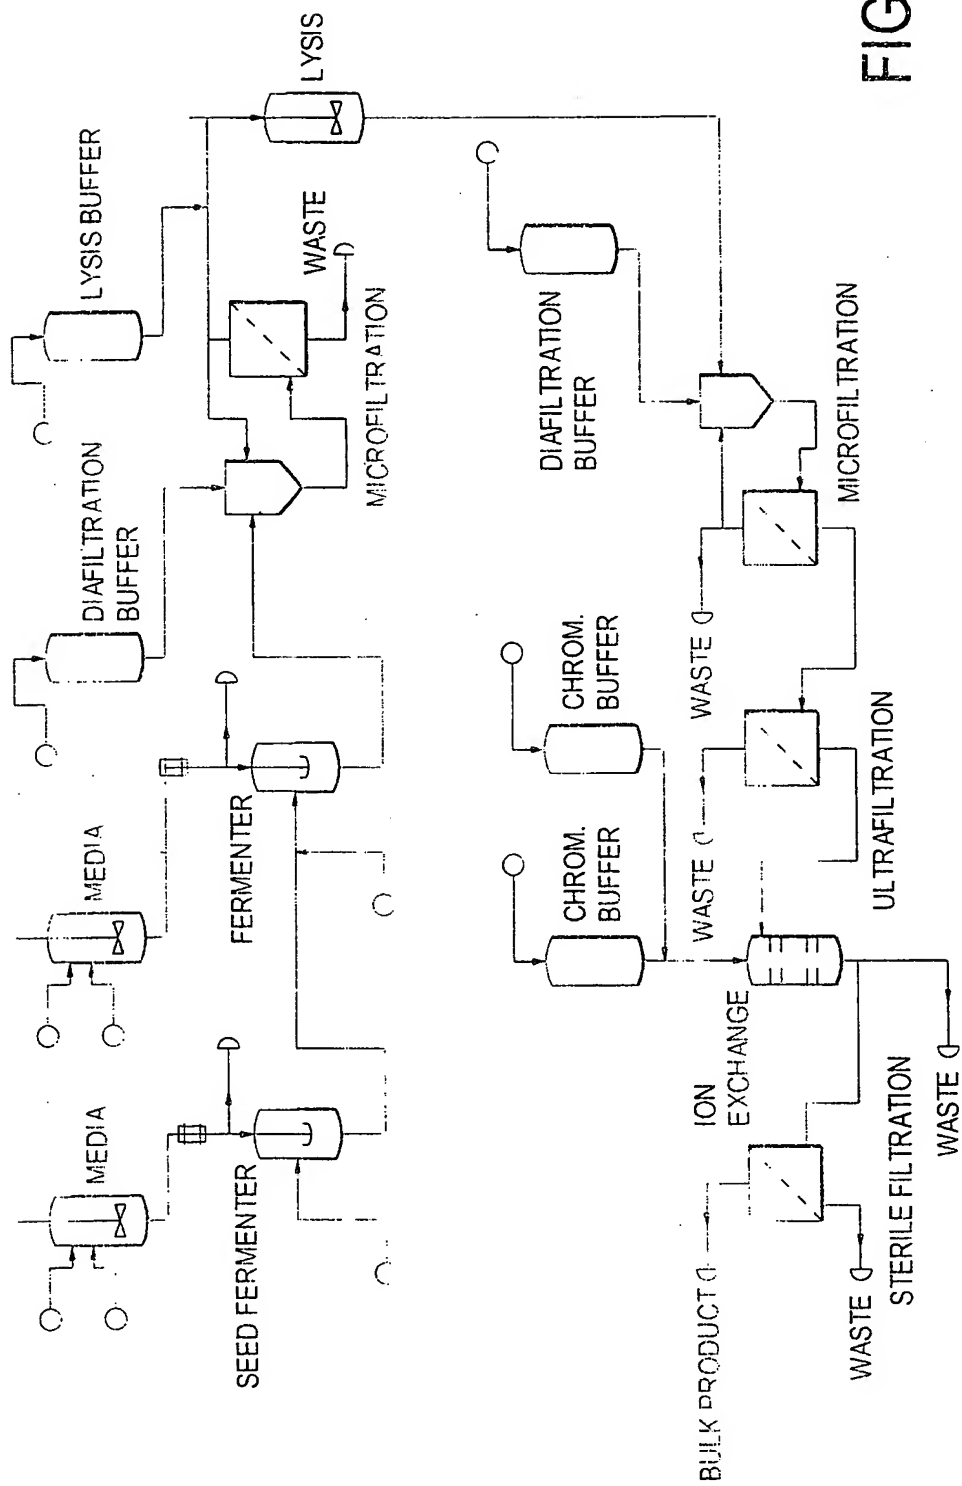 MEDIA
MEDIA
DIAFILTRATION
BUFFER
LYSIS BUFFER
SEED FERMENTER
FERMENTER
MICROFILTRATION
WASTE
LYSIS
CHROM.
BUFFER
CHROM.
BUFFER
DIAFILTRATION
BUFFER
BULK PRODUCT
ION
EXCHANGE
WASTE
WASTE
WASTE
STERILE FILTRATION
WASTE
ULTRAFILTRATION
MICROFILTRATION
FIG